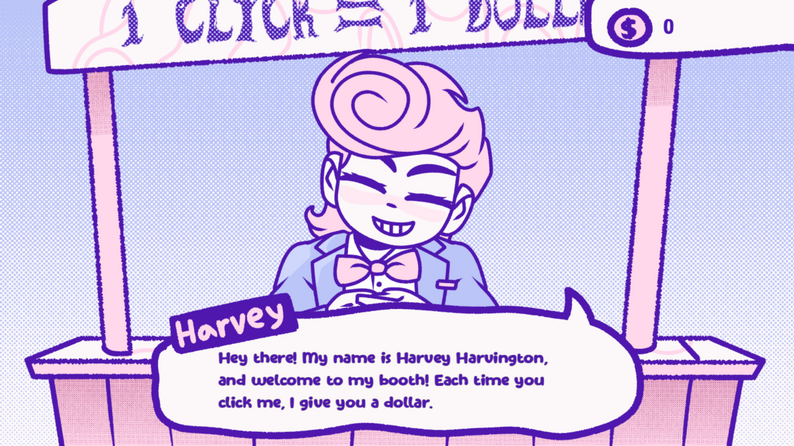 1 CLICK = 1 DOLL
$ 0
Harvey
Hey there! My name is Harvey Harvington,
and welcome to my booth! Each time you
click me, I give you a dollar.